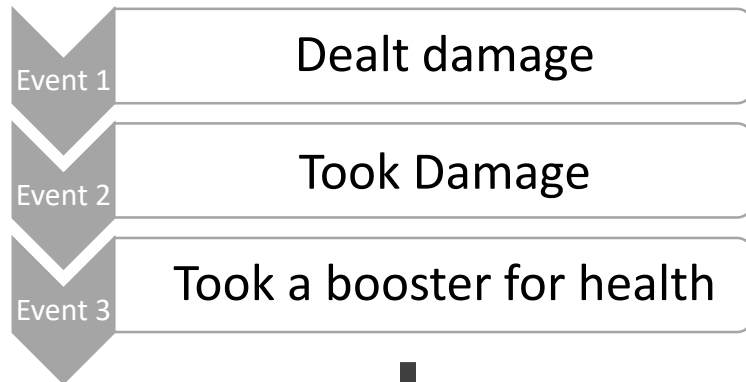 Event 1
Dealt damage
Event 2
Took Damage
Event 3
Took a booster for health